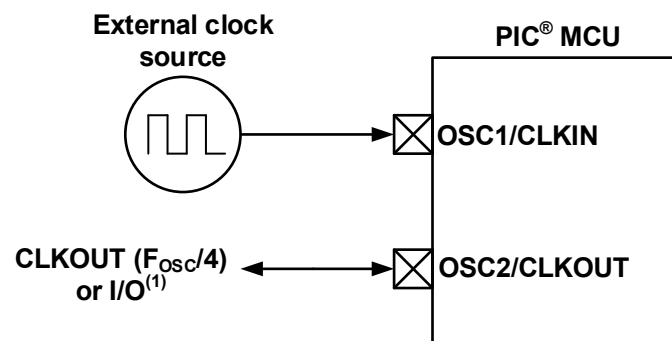 External clock
source
PIC® MCU
OSC1/CLKIN
CLKOUT (FOSC/4)
or I/O(1)
OSC2/CLKOUT